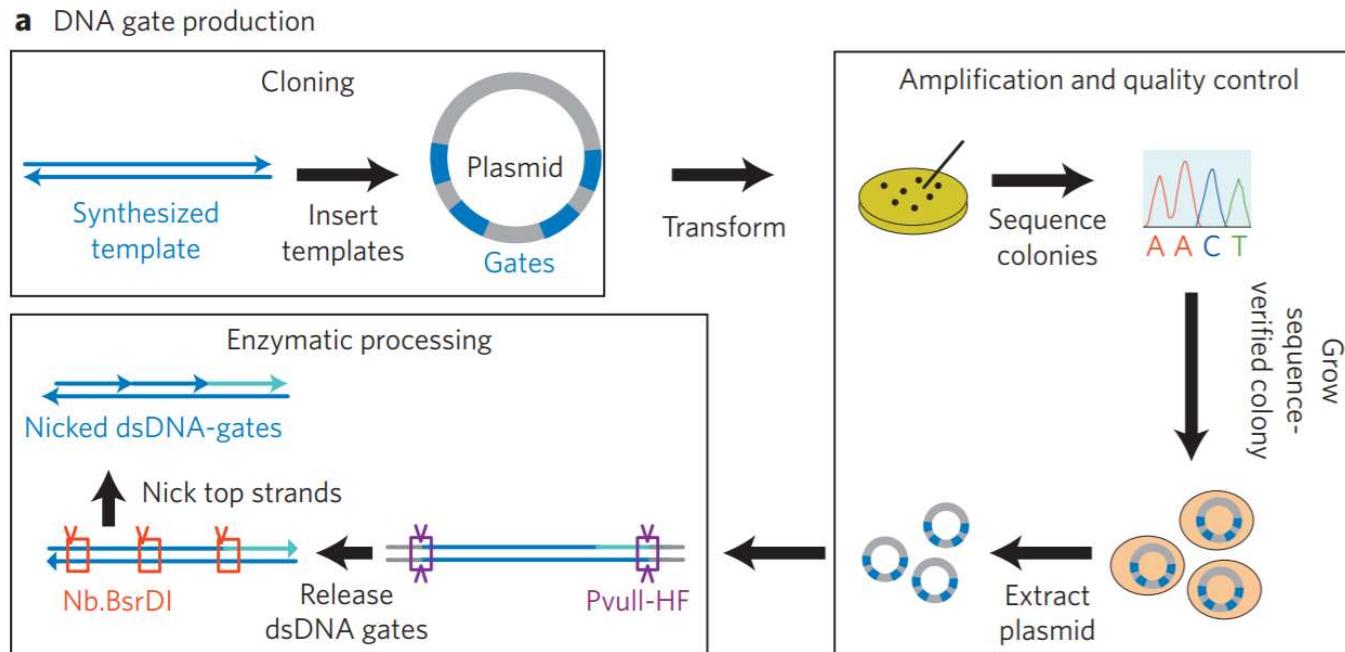 a DNA gate production
Cloning
Synthesized
template
Insert
templates
Plasmid
Gates
Transform
Amplification and quality control
Sequence
colonies
A A C T
Grow
sequence-
verified colony
Extract
plasmid
Enzymatic processing
Nicked dsDNA-gates
Nick top strands
Nb.BsrDI
Release
dsDNA gates
PvuII-HF